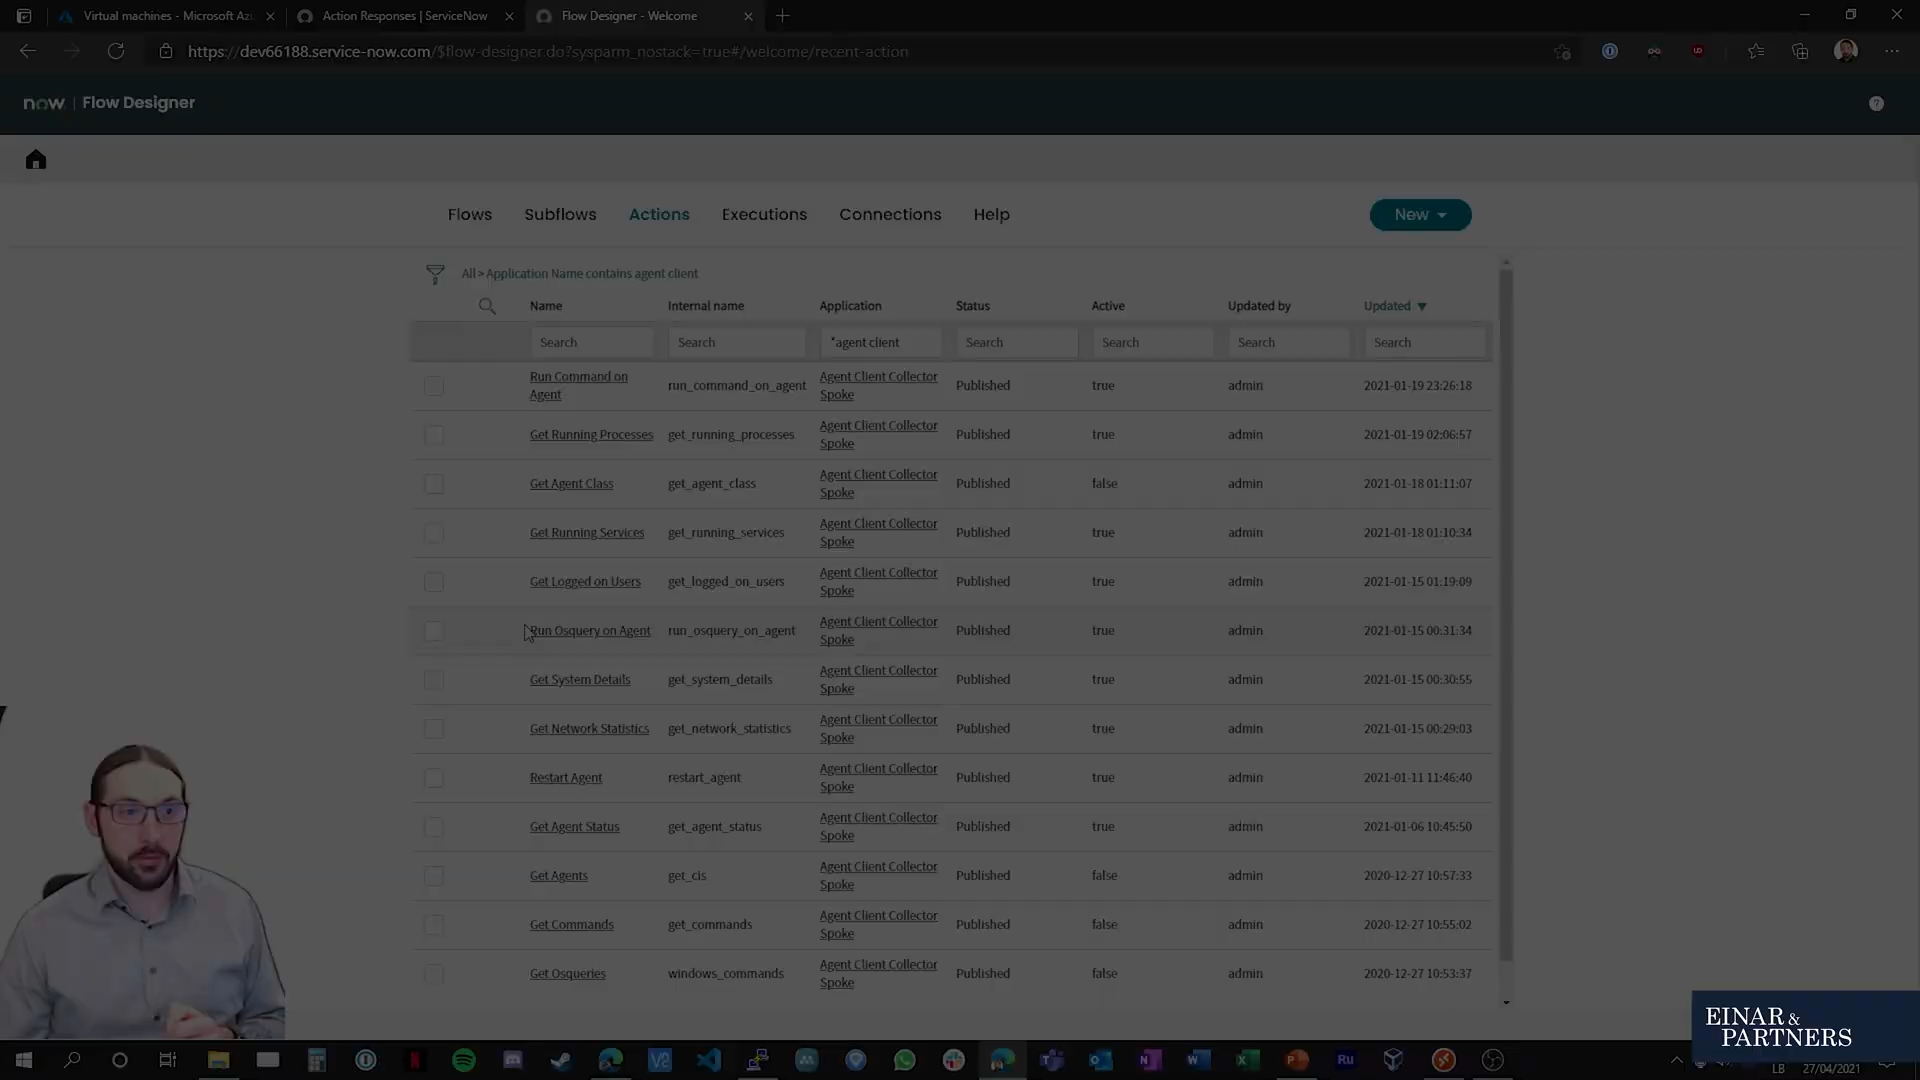 Virtual machines - Microsoft Az
Action Responses | ServiceNow
Flow Designer - Welcome
https://dev66188.service-now.com/$flow-designer.do?sysparm_nostack=true#/welcome/recent-action
now | Flow Designer
Flows Subflows Actions Executions Connections Help New
All > Application Name contains agent client
Name Internal name Application Status Active Updated by Updated
Search Search *agent client Search Search Search Search
Run Command on Agent run_command_on_agent Agent Client Collector Spoke Published true admin 2021-01-19 23:26:18
Get Running Processes get_running_processes Agent Client Collector Spoke Published true admin 2021-01-19 02:06:57
Get Agent Class get_agent_class Agent Client Collector Spoke Published false admin 2021-01-18 01:11:07
Get Running Services get_running_services Agent Client Collector Spoke Published true admin 2021-01-18 01:10:34
Get Logged on Users get_logged_on_users Agent Client Collector Spoke Published true admin 2021-01-15 01:19:09
Run Osquery on Agent run_osquery_on_agent Agent Client Collector Spoke Published true admin 2021-01-15 00:31:34
Get System Details get_system_details Agent Client Collector Spoke Published true admin 2021-01-15 00:30:55
Get Network Statistics get_network_statistics Agent Client Collector Spoke Published true admin 2021-01-15 00:29:03
Restart Agent restart_agent Agent Client Collector Spoke Published true admin 2021-01-11 11:46:40
Get Agent Status get_agent_status Agent Client Collector Spoke Published true admin 2021-01-06 10:45:50
Get Agents get_cis Agent Client Collector Spoke Published false admin 2020-12-27 10:57:33
Get Commands get_commands Agent Client Collector Spoke Published false admin 2020-12-27 10:55:02
Get Osqueries windows_commands Agent Client Collector Spoke Published false admin 2020-12-27 10:53:37
EINAR &
PARTNERS
LB 27/04/2021